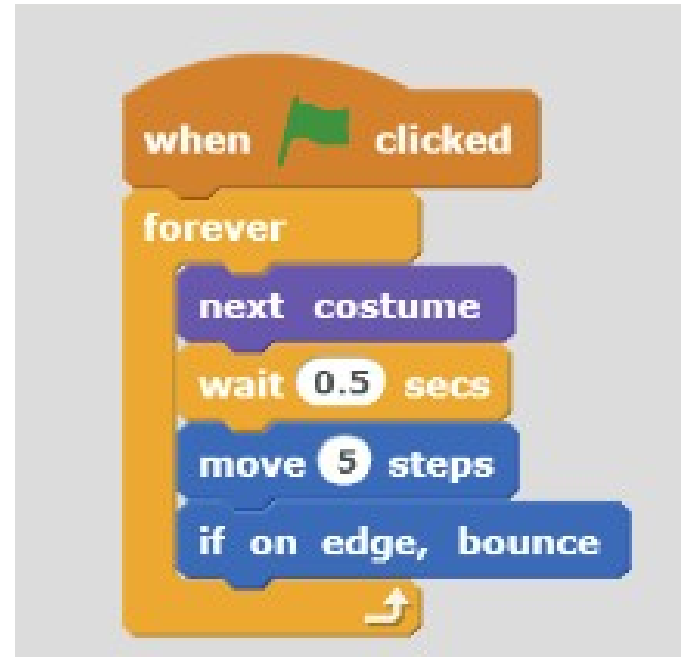 when clicked
forever
next costume
wait 0.5 secs
move 5 steps
if on edge, bounce